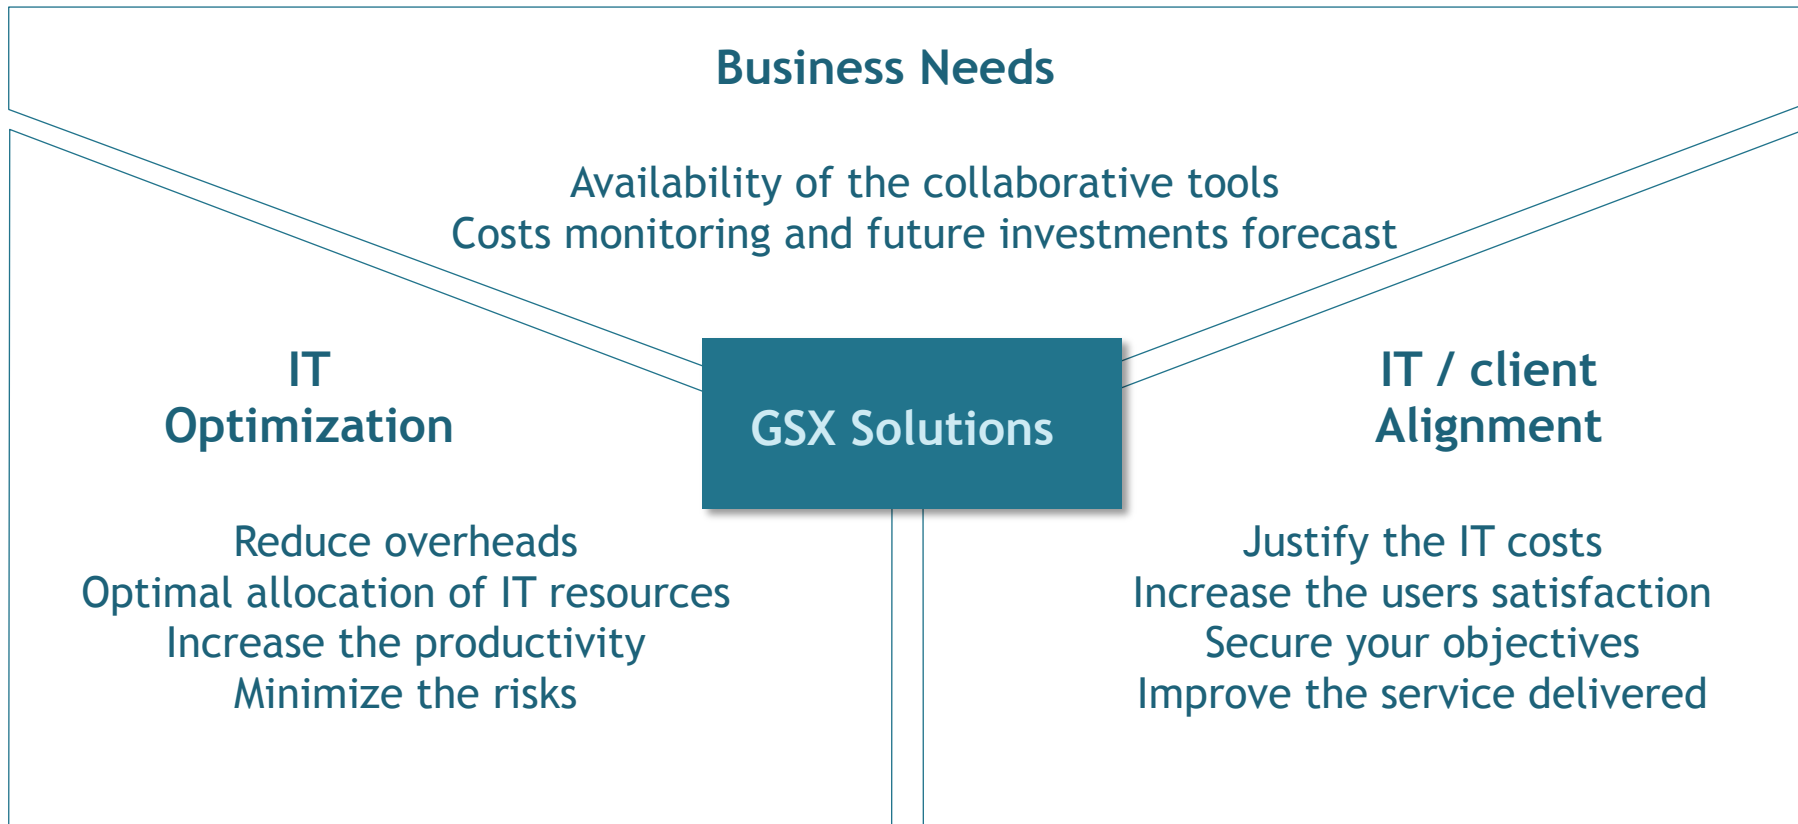 Business Needs
Availability of the collaborative tools
Costs monitoring and future investments forecast
IT
Optimization
Reduce overheads
Optimal allocation of IT resources
Increase the productivity
Minimize the risks
GSX Solutions
IT / client
Alignment
Justify the IT costs
Increase the users satisfaction
Secure your objectives
Improve the service delivered